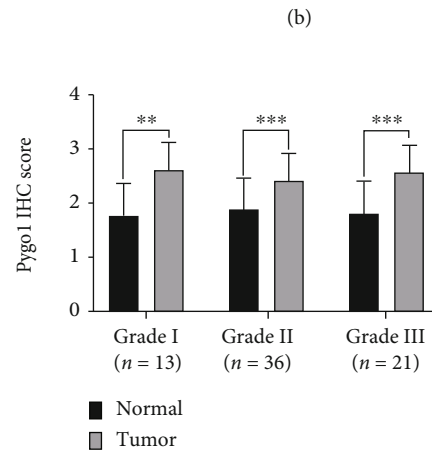 (b)
Pygo1 IHC score
4
3
2
1
0
**
***
***
Grade I
(n = 13)
Grade II
(n = 36)
Grade III
(n = 21)
Normal
Tumor